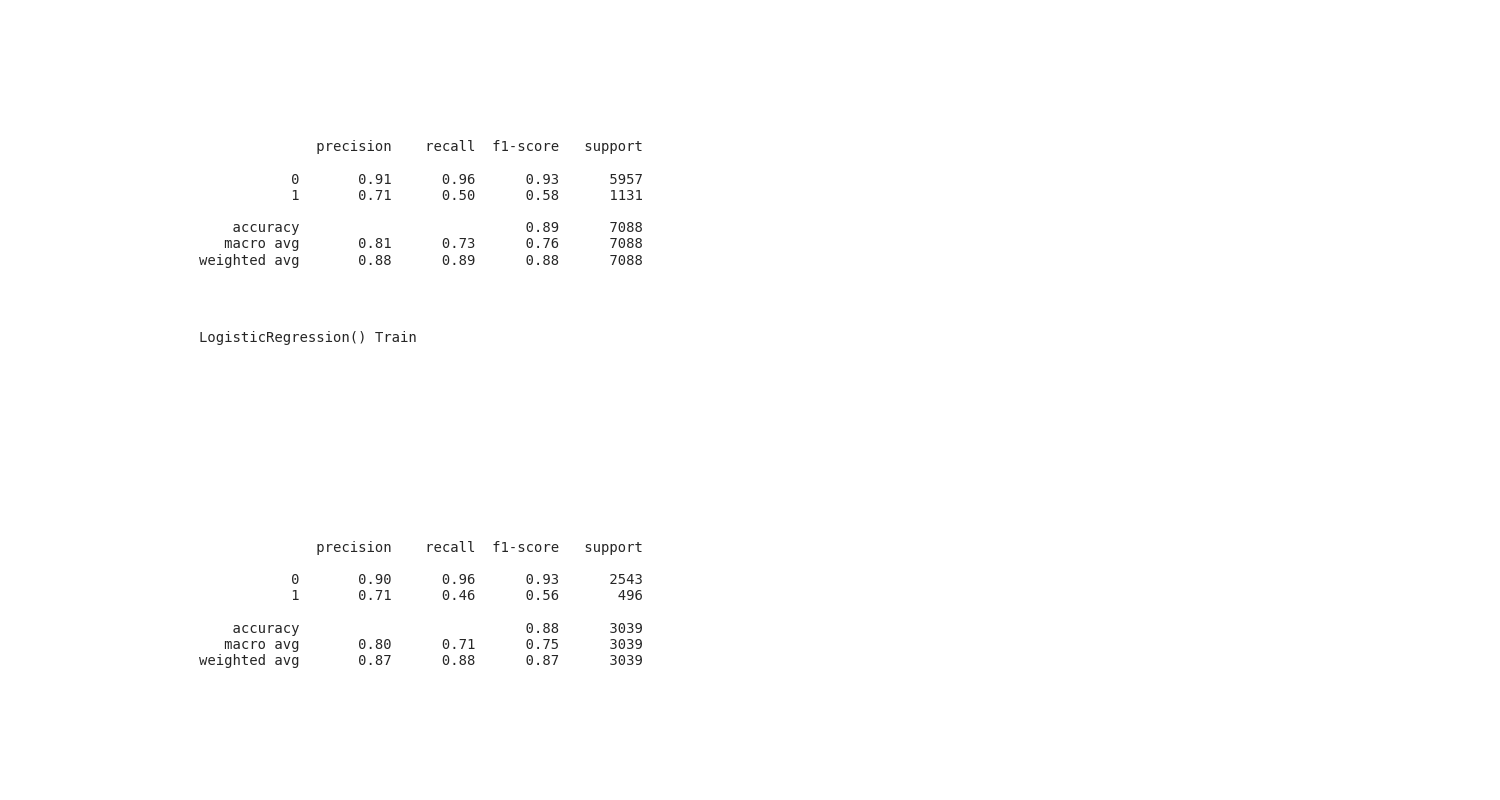 precision    recall  f1-score   support

           0       0.91      0.96      0.93      5957
           1       0.71      0.50      0.58      1131

    accuracy                           0.89      7088
   macro avg       0.81      0.73      0.76      7088
weighted avg       0.88      0.89      0.88      7088

LogisticRegression() Train

              precision    recall  f1-score   support

           0       0.90      0.96      0.93      2543
           1       0.71      0.46      0.56       496

    accuracy                           0.88      3039
   macro avg       0.80      0.71      0.75      3039
weighted avg       0.87      0.88      0.87      3039